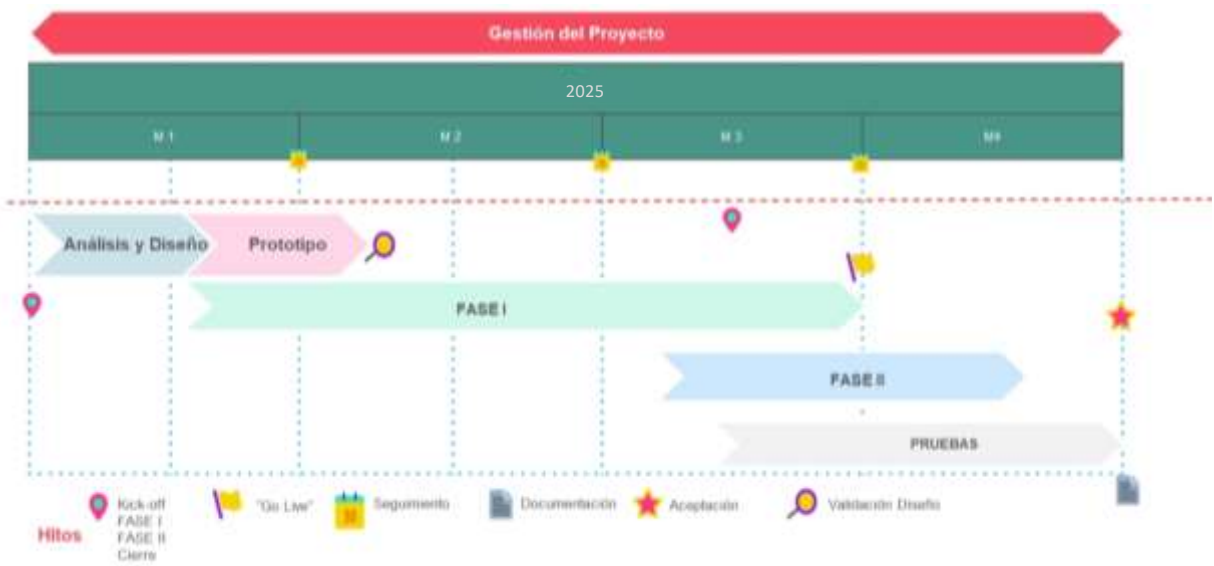 Gestión del Proyecto
2025
M 1
M 2
M 3
M4
Análisis y Diseño
Prototipo
FASE I
FASE II
PRUEBAS
Hitos
Kick-off
FASE I
FASE II
Cierre
"Go Live"
Seguimiento
Documentación
Aceptación
Validación Diseño